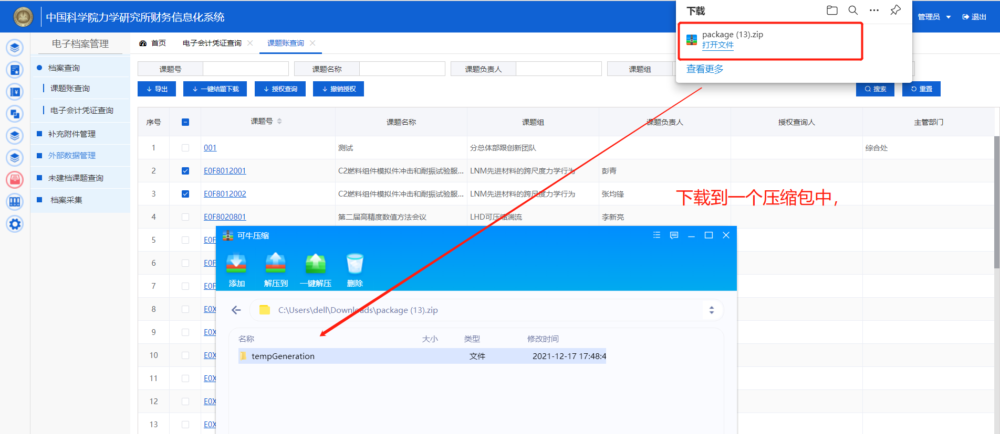 中国科学院力学研究所财务信息化系统
管理员
退出
下载
package (13).zip
打开文件
查看更多
电子档案管理
首页
电子会计凭证查询
课题账查询
档案查询
课题账查询
电子会计凭证查询
补充附件管理
外部数据管理
未建档课题查询
档案采集
课题号
课题名称
课题负责人
课题组
导出
一键结题下载
授权查询
撤销授权
搜索
重置
序号 课题号 课题名称 课题组 课题负责人 授权查询人 主管部门
1 001 测试 分总体部跟创新团队 综合处
2 E0F8012001 C2燃料组件模拟件冲击和耐振试验服... LNM先进材料的跨尺度力学行为 彭青
3 E0F8012002 C2燃料组件模拟件冲击和耐振试验服... LNM先进材料的跨尺度力学行为 张均锋
4 E0F8020801 第二届高精度数值方法会议 LHD可压缩湍流 李新亮
5 E0F
6 E0F
7 E0F
8 E0X
9 E0X
10 E0X
11 E0X
12 E0X
13 E0X
下载到一个压缩包中，
可牛压缩
添加
解压到
一键解压
删除
C:\Users\dell\Downloads\package (13).zip
名称 大小 类型 修改时间
tempGeneration 文件 2021-12-17 17:48:4